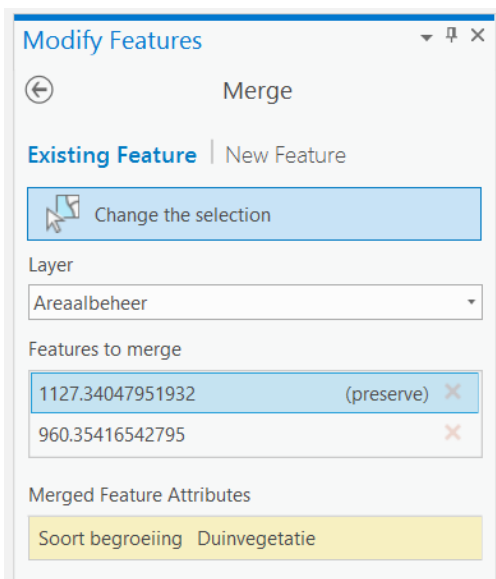 Modify Features
Merge
Existing Feature | New Feature
Change the selection
Layer
Areaalbeheer
Features to merge
1127.34047951932 (preserve)
960.35416542795
Merged Feature Attributes
Soort begroeiing Duinvegetatie